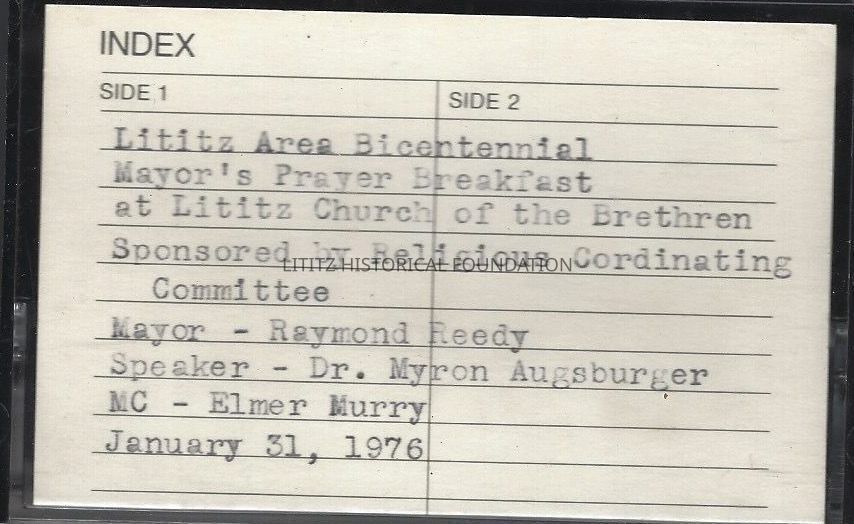 INDEX
SIDE 1
SIDE 2
Lititz Area Bicentennial
Mayor's Prayer Breakfast
at Lititz Church of the Brethren
Sponsored by Religious Cordinating
LITITZ HISTORICAL FOUNDATION
Committee
Mayor - Raymond Reedy
Speaker - Dr. Myron Augsburger
MC - Elmer Murry
January 31, 1976